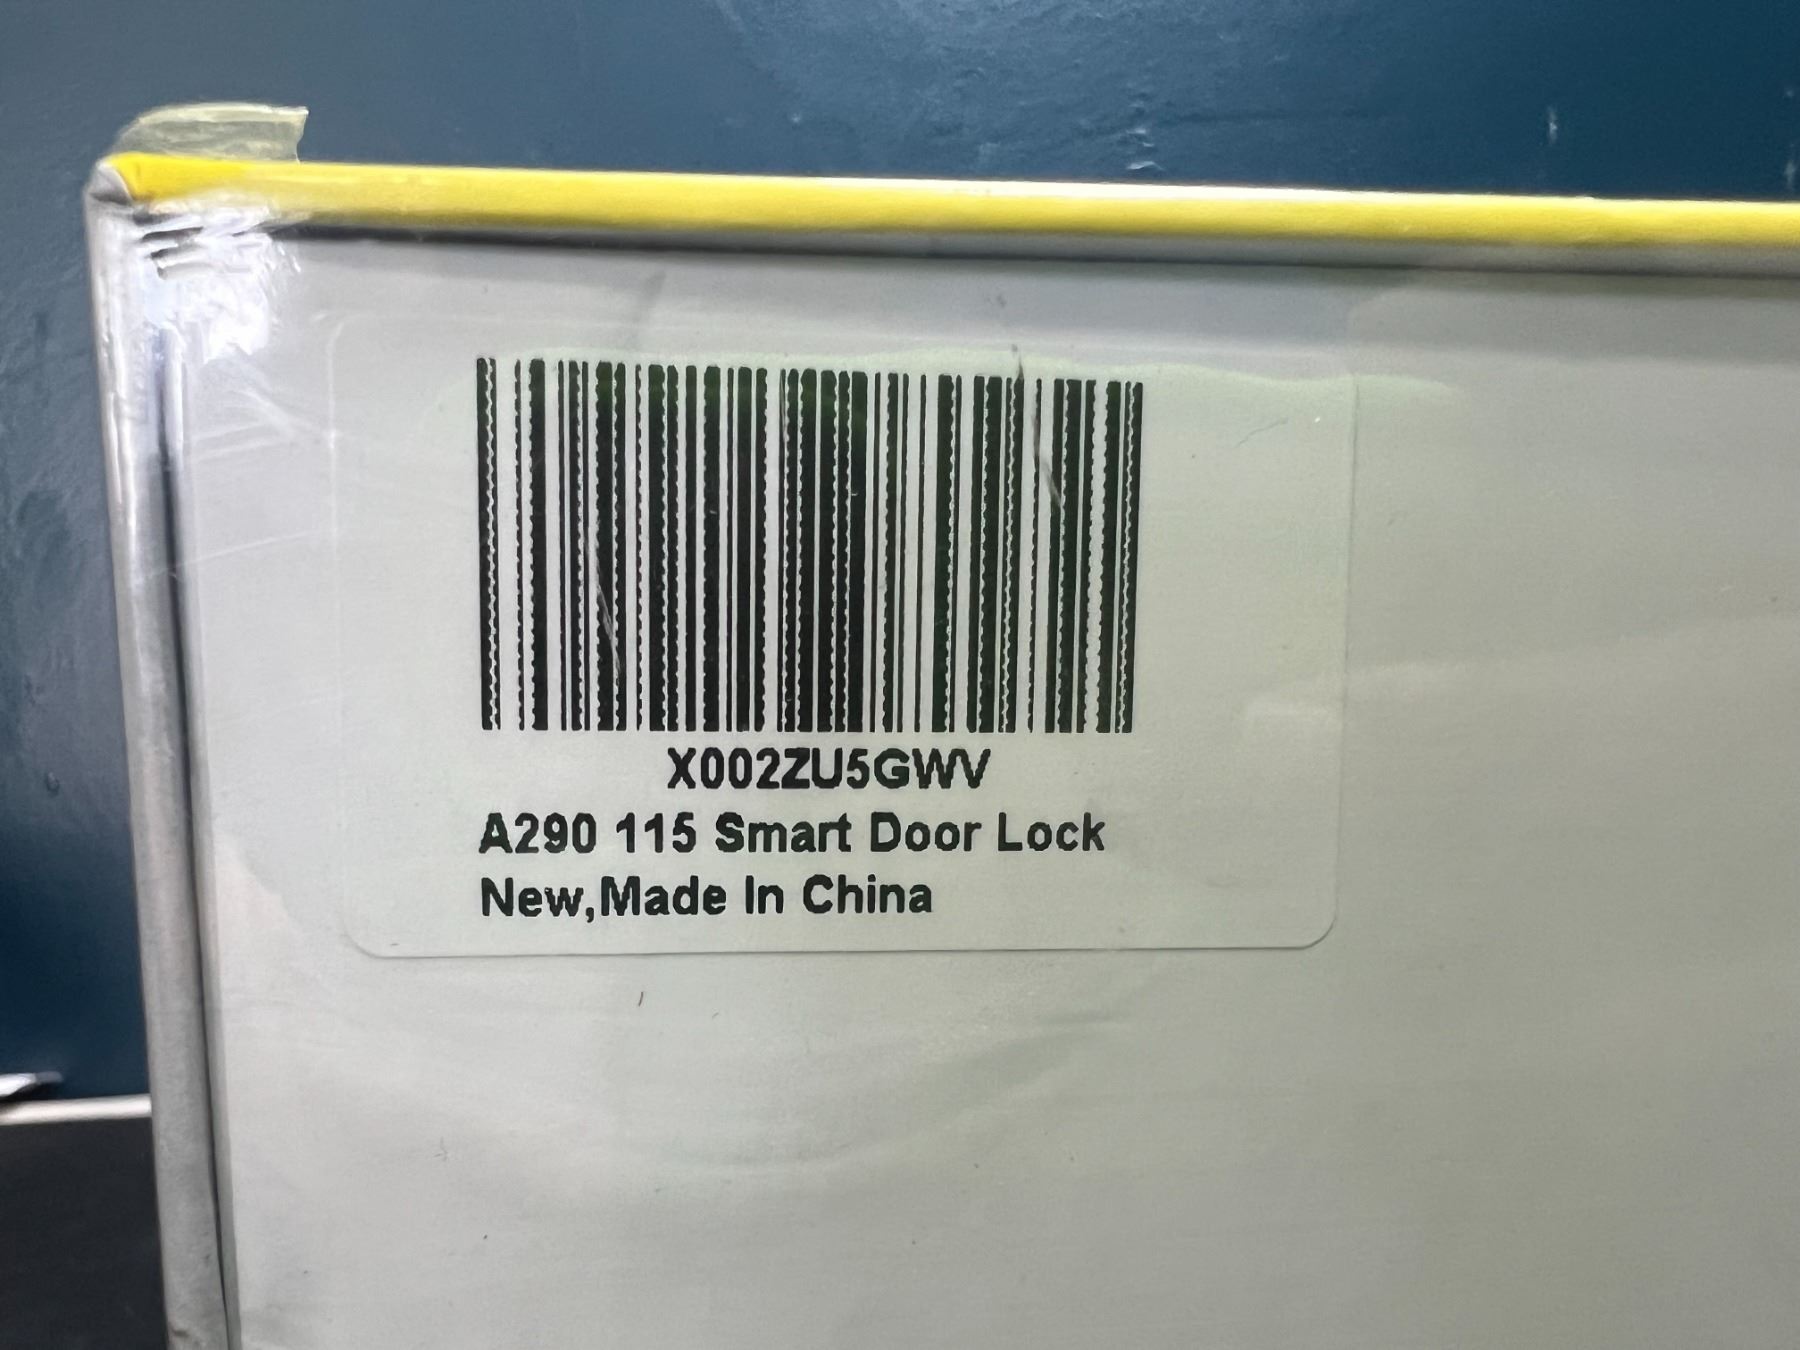 X002ZU5GWV
A290 115 Smart Door Lock
New,Made In China